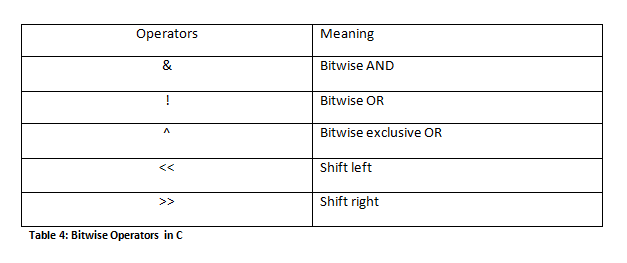 Operators Meaning
& Bitwise AND
! Bitwise OR
^ Bitwise exclusive OR
<< Shift left
>> Shift right
Table 4: Bitwise Operators in C